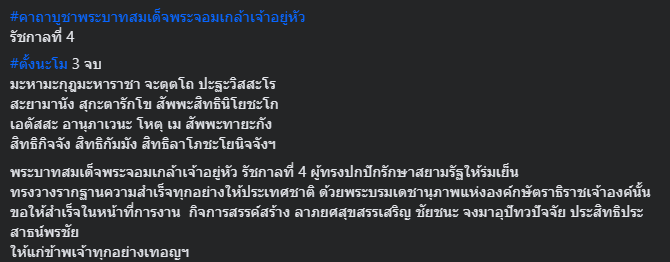 #คาถาบูชาพระบาทสมเด็จพระจอมเกล้าเจ้าอยู่หัว
รัชกาลที่ 4
#ตั้งนะโม 3 จบ
มะหามะกุฎมะหาราชา จะตุตโถ ปะฐะวิสสะโร
สะยามานัง สุกะตารักโข สัพพะสิทธินิโยชะโก
เอตัสสะ อานุภาเวนะ โหตุ เม สัพพะทายะกัง
สิทธิกิจจัง สิทธิกัมมัง สิทธิลาโภชะโยนิจจังฯ
พระบาทสมเด็จพระจอมเกล้าเจ้าอยู่หัว รัชกาลที่ 4 ผู้ทรงปกปักรักษาสยามรัฐให้ร่มเย็น
ทรงวางรากฐานความสำเร็จทุกอย่างให้ประเทศชาติ ด้วยพระบรมเดชานุภาพแห่งองค์กษัตราธิราชเจ้าองค์นั้น
ขอให้สำเร็จในหน้าที่การงาน กิจการสรรค์สร้าง ลาภยศสุขสรรเสริญ ชัยชนะ จงมาอุปัทวปัจจัย ประสิทธิประ
สาธน์พรชัย
ให้แก่ข้าพเจ้าทุกอย่างเทอญฯ